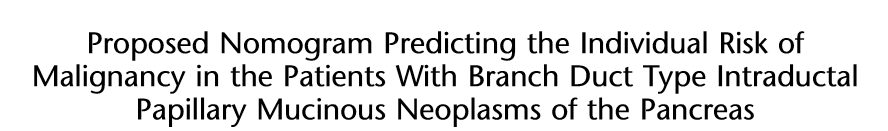 Proposed Nomogram Predicting the Individual Risk of
Malignancy in the Patients With Branch Duct Type Intraductal
Papillary Mucinous Neoplasms of the Pancreas